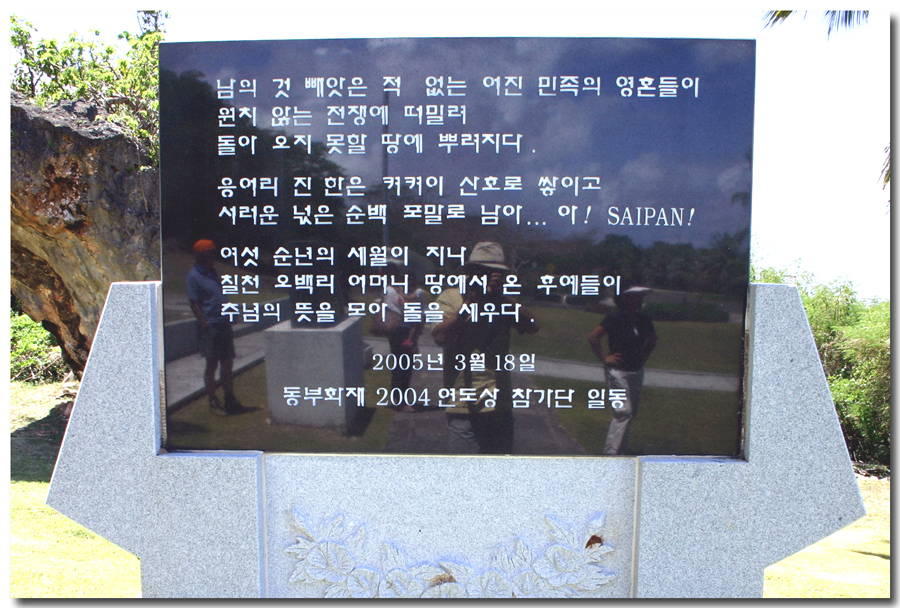 남의 것 빼앗은 적 없는 어진 민족의 영혼들이
원치 않는 전쟁에 떠밀려
돌아 오지 못할 땅에 뿌러지다.
응어리 진 한은 켜켜이 산호로 쌓이고
서러운 넋은 순백 포말로 남아... 아! SAIPAN!
여섯 순년의 세월이 지나
칠천 오백리 어머니 땅에서 온 후예들이
추념의 뜻을 모아 돌을 세우다.
2005년 3월 18일
동부화재 2004 연도상 참가단 일동